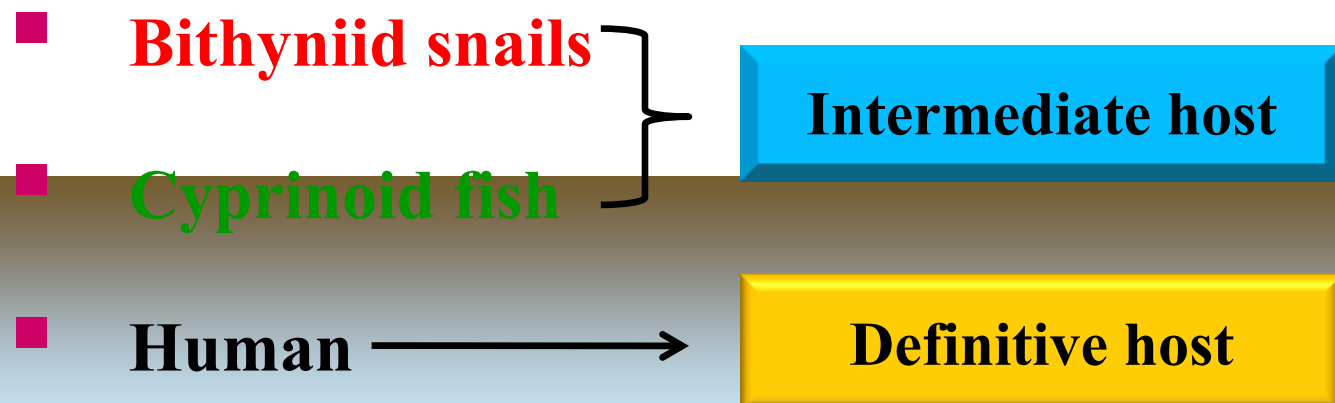 Bithyniid snails
Intermediate host
Cyprinoid fish
Human
Definitive host